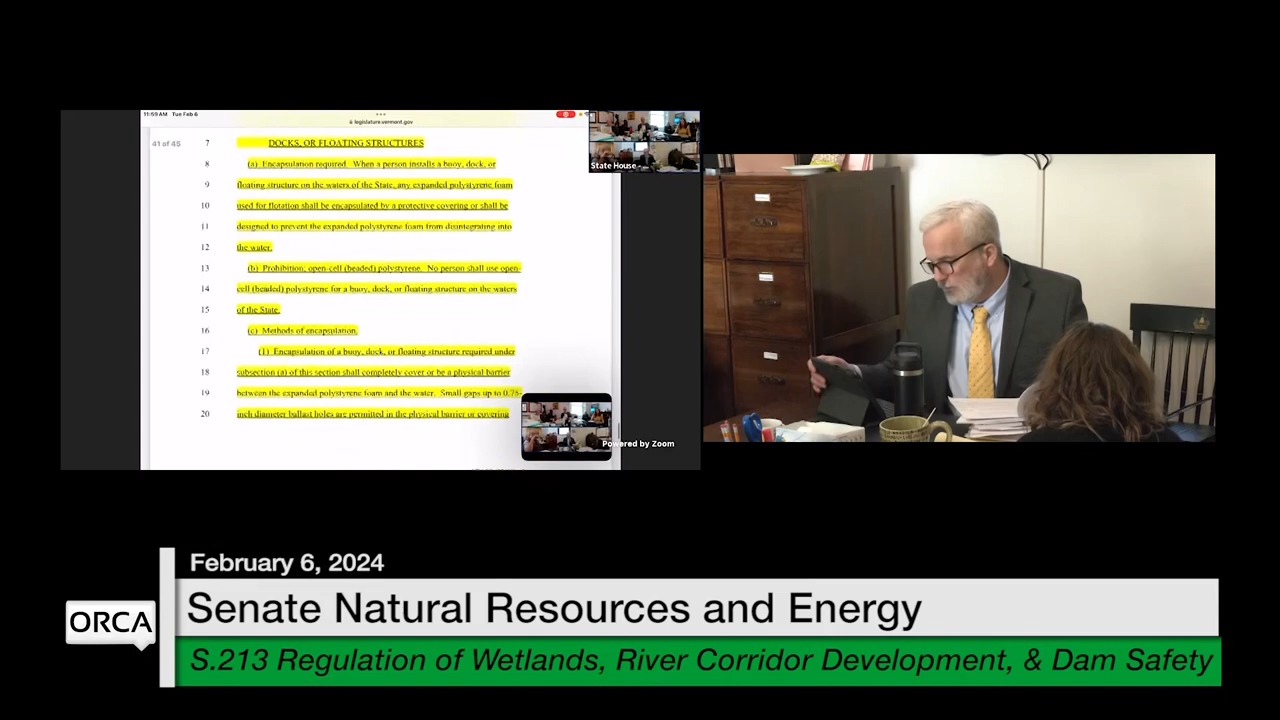 11:59 AM Tue Feb 6
legislature.vermont.gov
41 of 45
7 DOCKS, OR FLOATING STRUCTURES
8 (a) Encapsulation required. When a person installs a buoy, dock, or
9 floating structure on the waters of the State, any expanded polystyrene foam
10 used for flotation shall be encapsulated by a protective covering or shall be
11 designed to prevent the expanded polystyrene foam from disintegrating into
12 the water.
13 (b) Prohibition; open-cell (beaded) polystyrene. No person shall use open-
14 cell (beaded) polystyrene for a buoy, dock, or floating structure on the waters
15 of the State.
16 (c) Methods of encapsulation.
17 (1) Encapsulation of a buoy, dock, or floating structure required under
18 subsection (a) of this section shall completely cover or be a physical barrier
19 between the expanded polystyrene foam and the water. Small gaps up to 0.75-
20 inch diameter ballast holes are permitted in the physical barrier or covering
State House -
Powered by Zoom
February 6, 2024
Senate Natural Resources and Energy
ORCA
S.213 Regulation of Wetlands, River Corridor Development, & Dam Safety